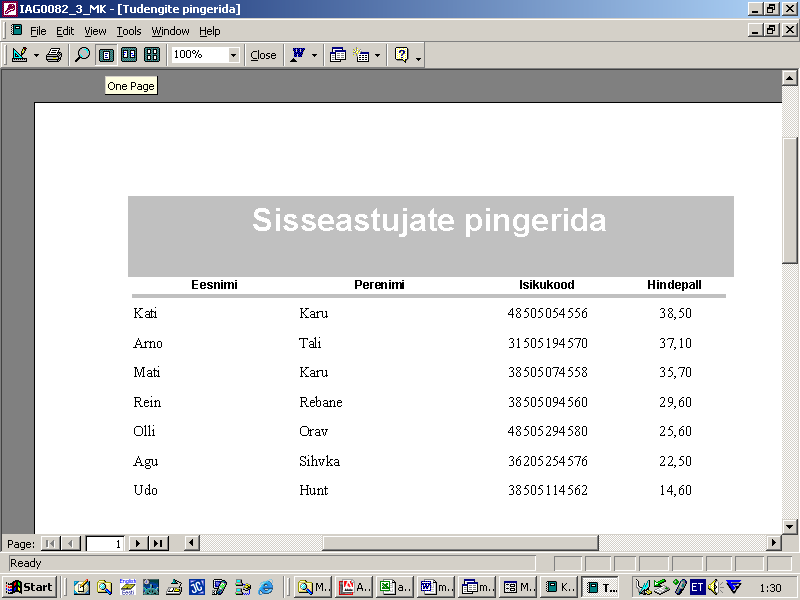 IAG0082_3_MK - [Tudengite pingerida]
File Edit View Tools Window Help
100% Close W ?
One Page
Sisseastujate pingerida
Eesnimi Perenimi Isikukood Hindepall
Kati Karu 48505054556 38,50
Arno Tali 31505194570 37,10
Mati Karu 38505074558 35,70
Rein Rebane 38505094560 29,60
Olli Orav 48505294580 25,60
Agu Sihvka 36205254576 22,50
Udo Hunt 38505114562 14,60
Page: 1
Ready
Start M... A... a... m... m... M... K... T... ET 1:30